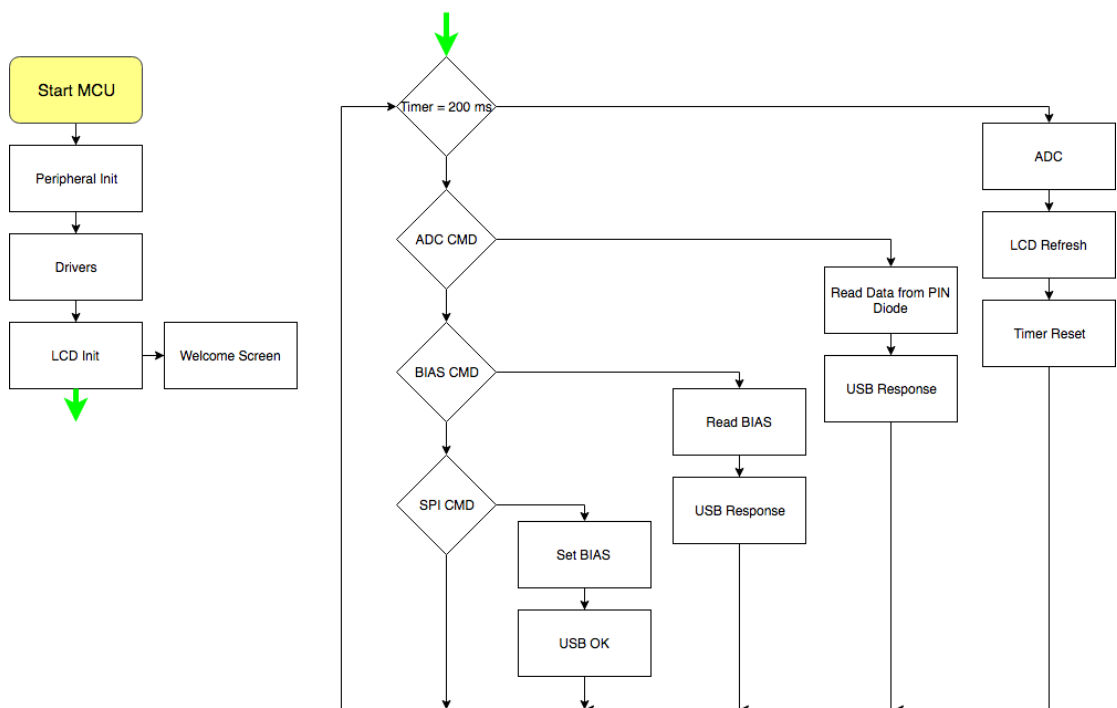 Start MCU
Peripheral Init
Drivers
LCD Init
Welcome Screen
Timer = 200 ms
ADC CMD
BIAS CMD
SPI CMD
Set BIAS
USB OK
Read BIAS
USB Response
Read Data from PIN
Diode
USB Response
ADC
LCD Refresh
Timer Reset